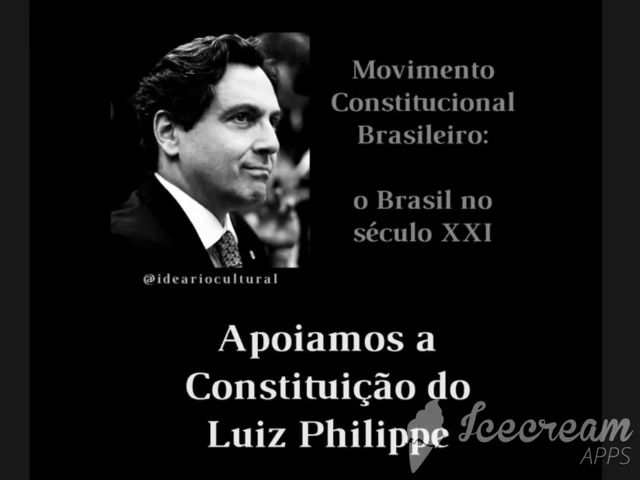 Movimento
Constitucional
Brasileiro:
o Brasil no
século XXI
@ideariocultural
Apoiamos a
Constituição do
Luiz Philippe
Icecream
APPS